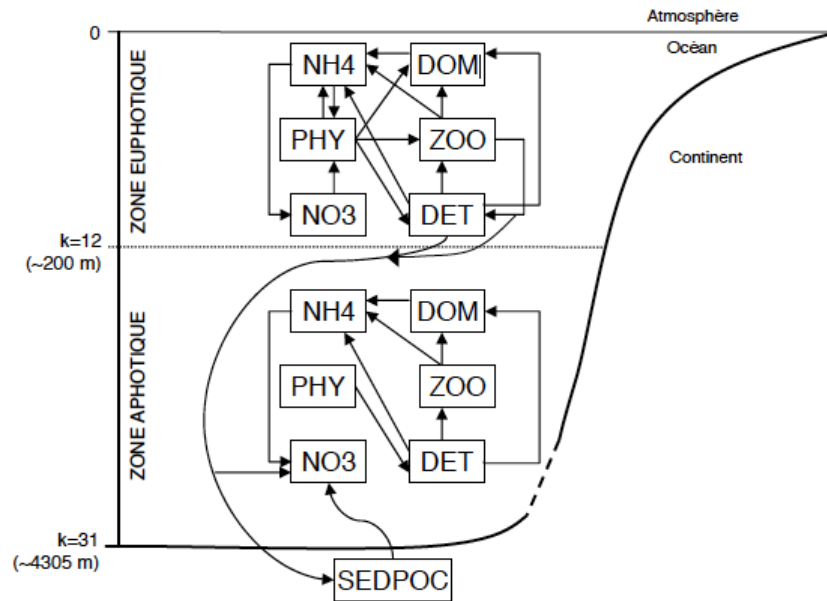 Atmosphère
0
Océan
ZONE EUPHOTIQUE
NH4
DOM
PHY
ZOO
Continent
NO3
DET
k=12
(~200 m)
ZONE APHOTIQUE
NH4
DOM
PHY
ZOO
NO3
DET
k=31
(~4305 m)
SEDPOC